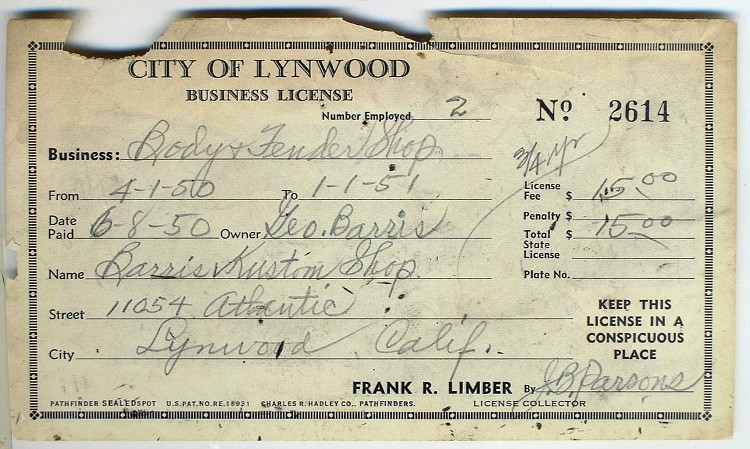 CITY OF LYNWOOD
BUSINESS LICENSE
Number Employed 2
Nº 2614
Business: Body & Fender Shop
3/4 yr
From 4-1-50 To 1-1-51
License Fee $ 15.00
Date Paid 6-8-50 Owner Geo. Barris
Penalty $
Total $ 15.00
State License
Plate No.
Name Barris Kustom Shop
Street 11054 Atlantic
City Lynwood, Calif.
KEEP THIS
LICENSE IN A
CONSPICUOUS
PLACE
FRANK R. LIMBER By J.B. Parsons
LICENSE COLLECTOR
PATHFINDER SEALEDSPOT U.S. PAT. NO. RE. 18951 CHARLES R. HADLEY CO., PATHFINDERS.